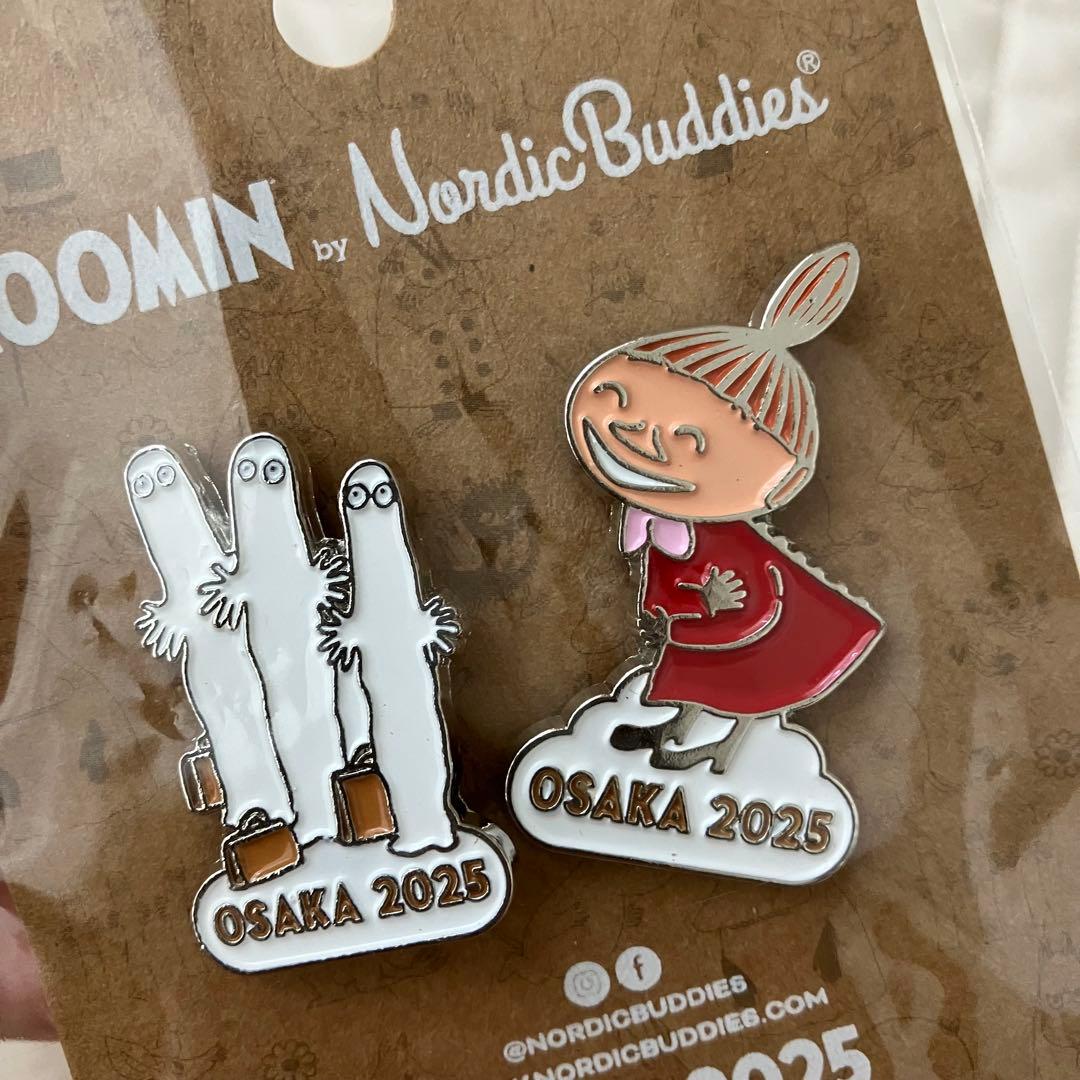 OOMIN by NordicBuddies®
OSAKA 2025
OSAKA 2025
@NORDICBUDDIES
NORDICBUDDIES.COM
2025